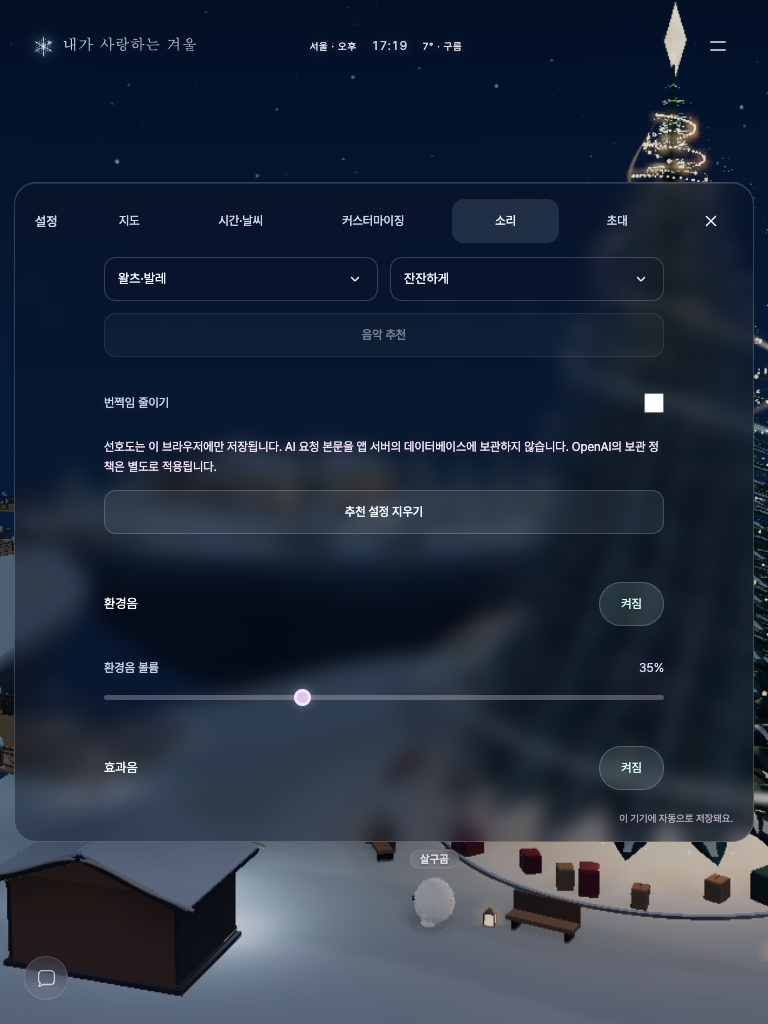 내가 사랑하는 겨울
서울 · 오후 17:19 7° · 구름
설정 지도 시간·날씨 커스터마이징 소리 초대
왈츠·발레 잔잔하게
음악 추천
번쩍임 줄이기
선호도는 이 브라우저에만 저장됩니다. AI 요청 본문을 앱 서버의 데이터베이스에 보관하지 않습니다. OpenAI의 보관 정
책은 별도로 적용됩니다.
추천 설정 지우기
환경음 켜짐
환경음 볼륨 35%
효과음 켜짐
이 기기에 자동으로 저장돼요.
살구곰